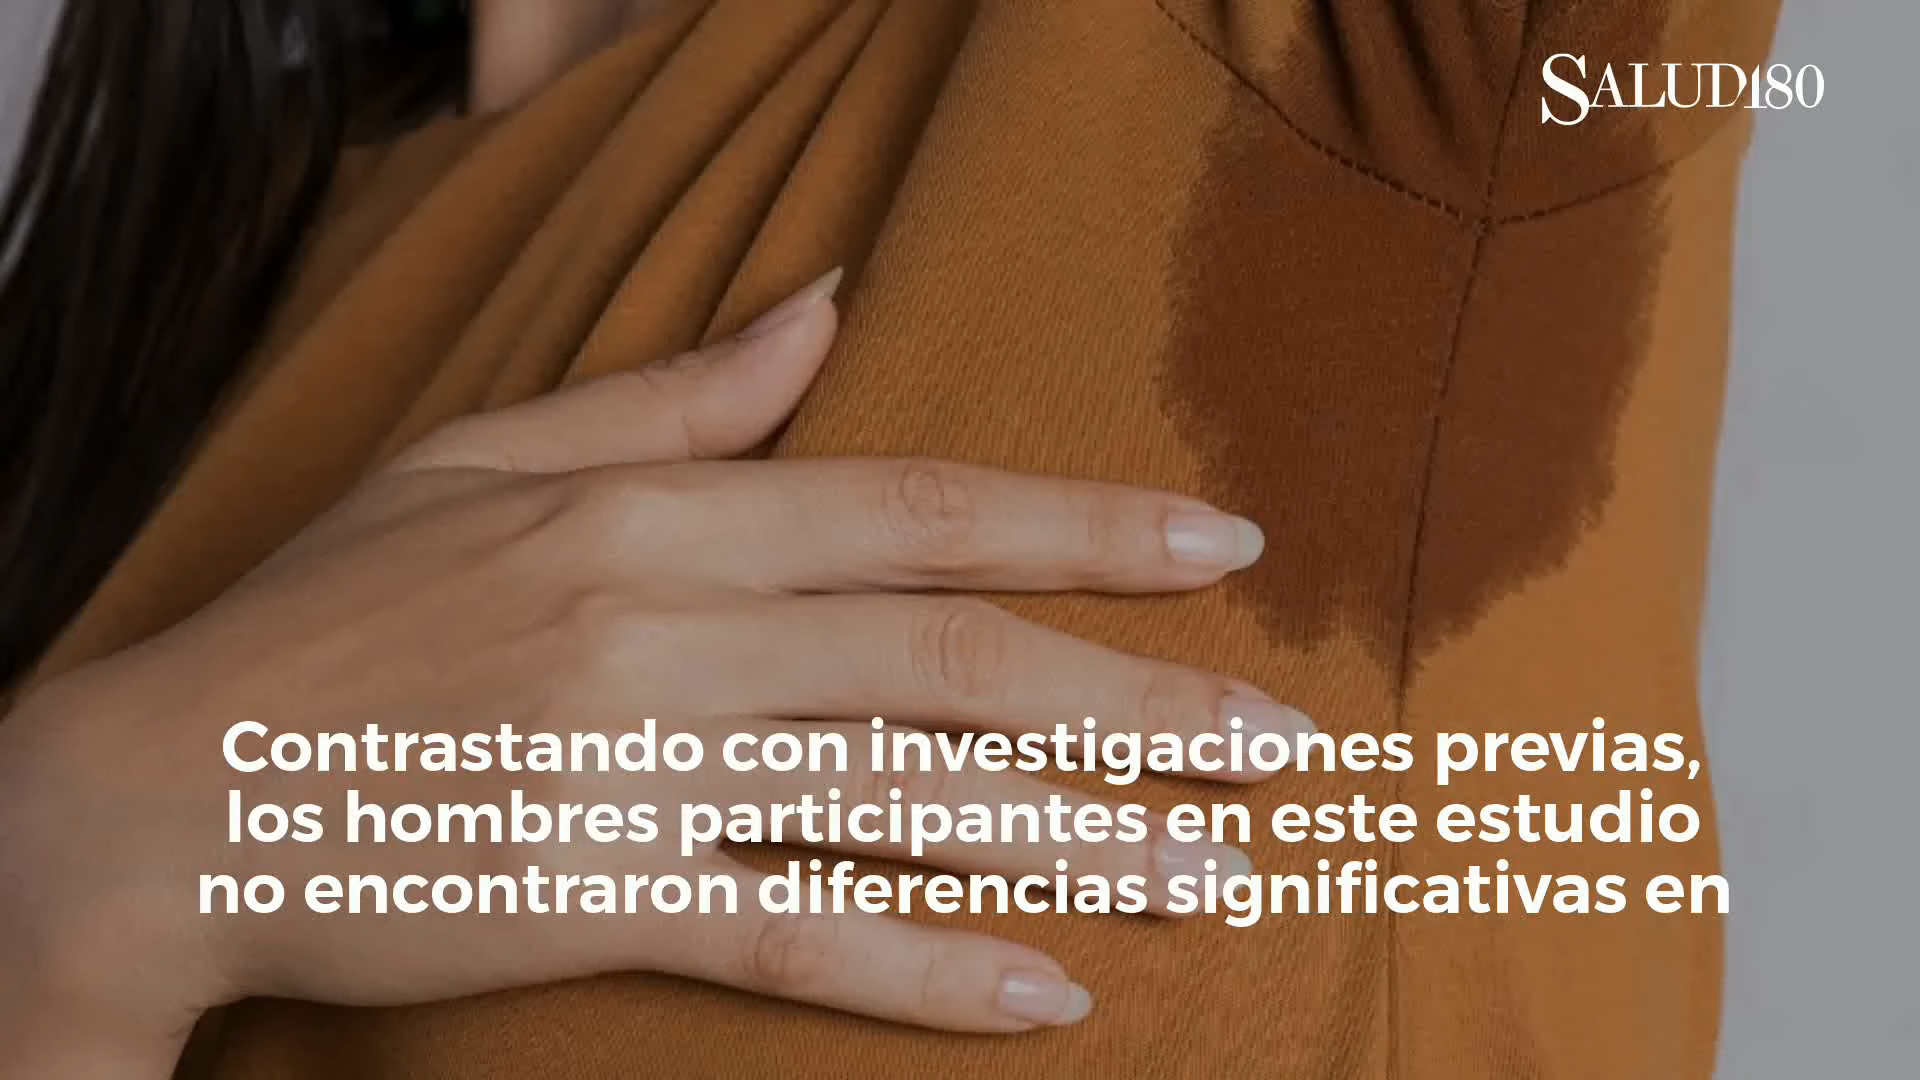 SALUD180
Contrastando con investigaciones previas,
los hombres participantes en este estudio
no encontraron diferencias significativas en